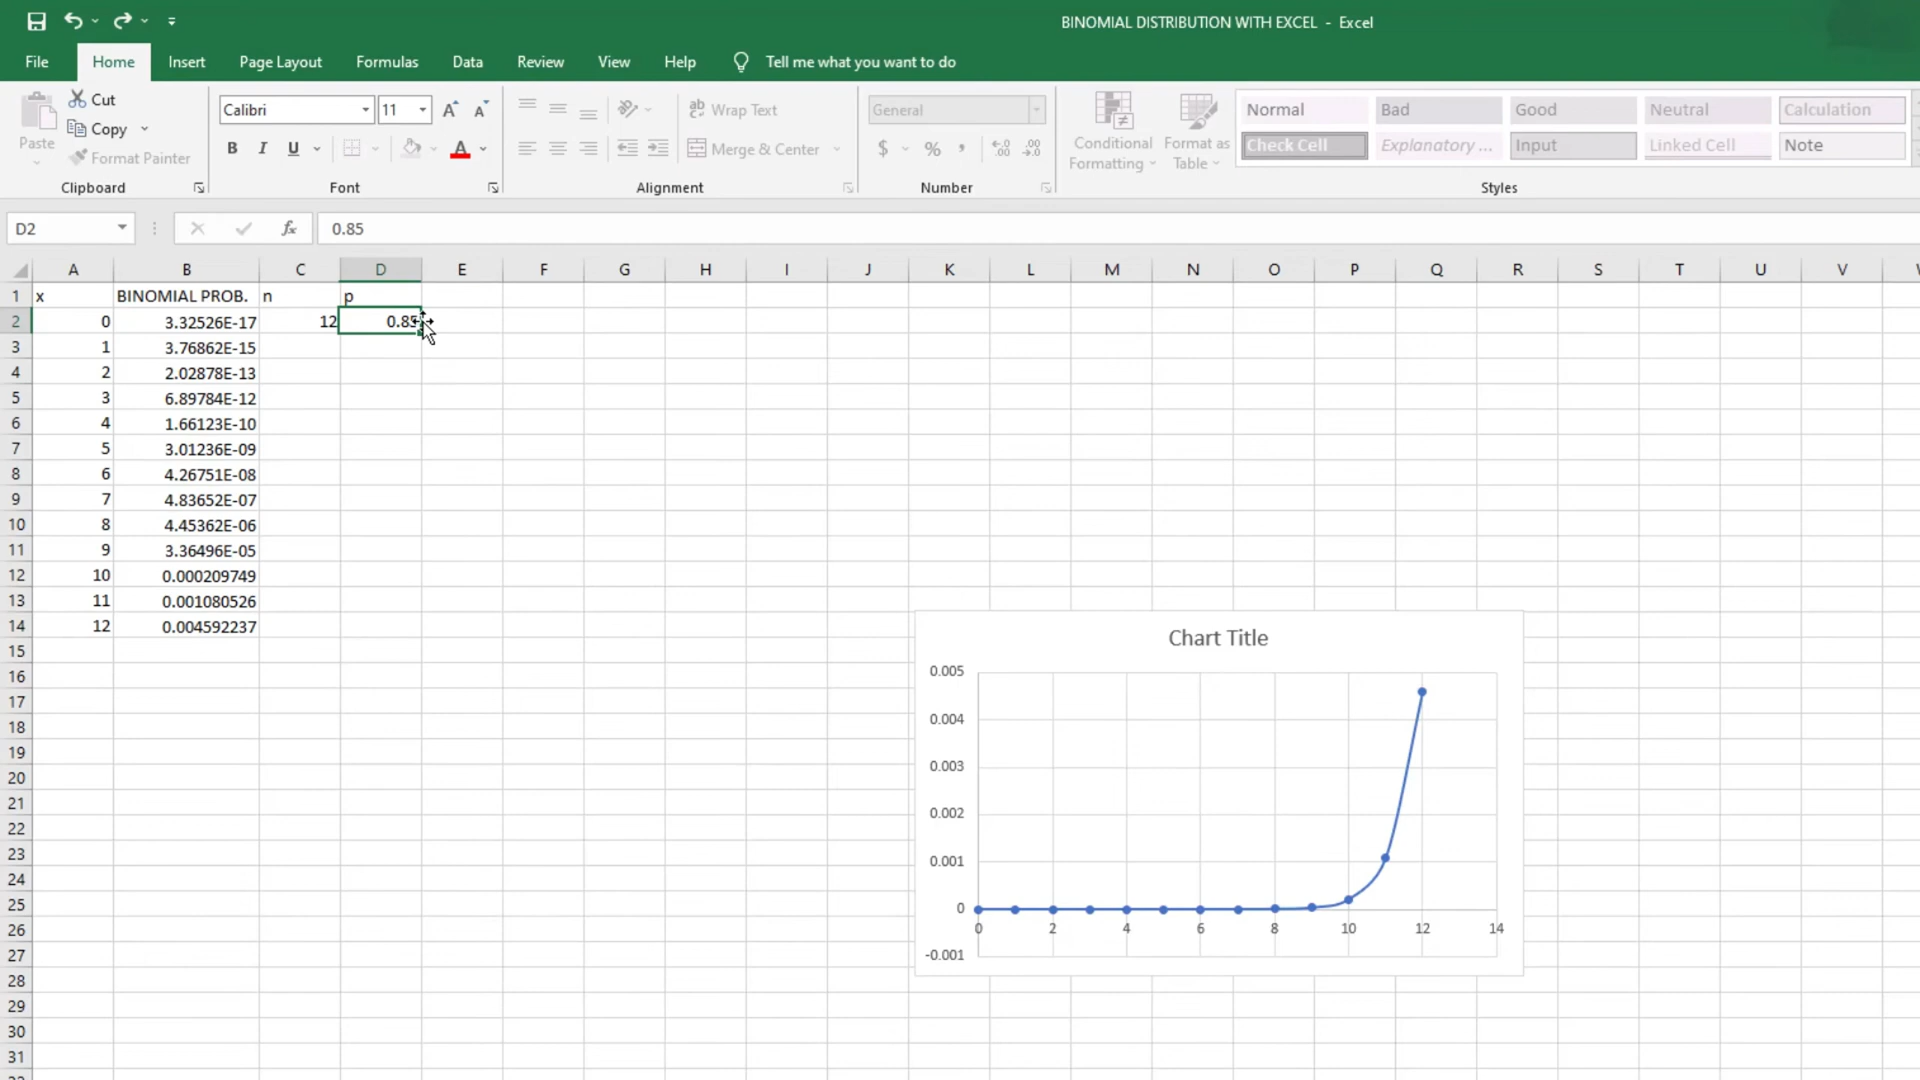 BINOMIAL DISTRIBUTION WITH EXCEL - Excel
File Home Insert Page Layout Formulas Data Review View Help Tell me what you want to do
Paste
Cut
Copy
Format Painter
Clipboard
Calibri 11
B I U A
Font
Wrap Text
Merge & Center
Alignment
General
$ % ,
Number
Conditional Formatting
Format as Table
Normal Bad Good Neutral Calculation
Check Cell Explanatory ... Input Linked Cell Note
Styles
D2 fx 0.85
A B C D E F G H I J K L M N O P Q R S T U V
1 x BINOMIAL PROB. n p
2 0 3.32526E-17 12 0.85
3 1 3.76862E-15
4 2 2.02878E-13
5 3 6.89784E-12
6 4 1.66123E-10
7 5 3.01236E-09
8 6 4.26751E-08
9 7 4.83652E-07
10 8 4.45362E-06
11 9 3.36496E-05
12 10 0.000209749
13 11 0.001080526
14 12 0.004592237
15
16
17
18
19
20
21
22
23
24
25
26
27
28
29
30
31
Chart Title
0.005
0.004
0.003
0.002
0.001
0
-0.001
0 2 4 6 8 10 12 14